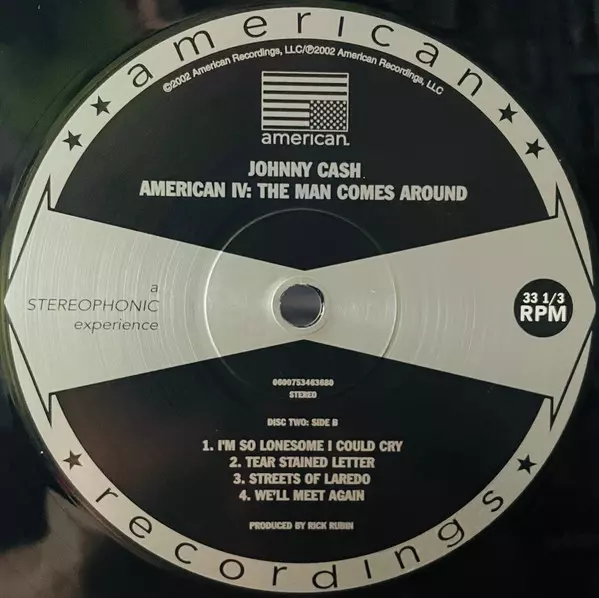 american
©2002 American Recordings, LLC/℗2002 American Recordings, LLC
american
JOHNNY CASH
AMERICAN IV: THE MAN COMES AROUND
a
STEREOPHONIC
experience
33 1/3
RPM
0600753463680
STEREO
DISC TWO: SIDE B
1. I'M SO LONESOME I COULD CRY
2. TEAR STAINED LETTER
3. STREETS OF LAREDO
4. WE'LL MEET AGAIN
PRODUCED BY RICK RUBIN
recordings